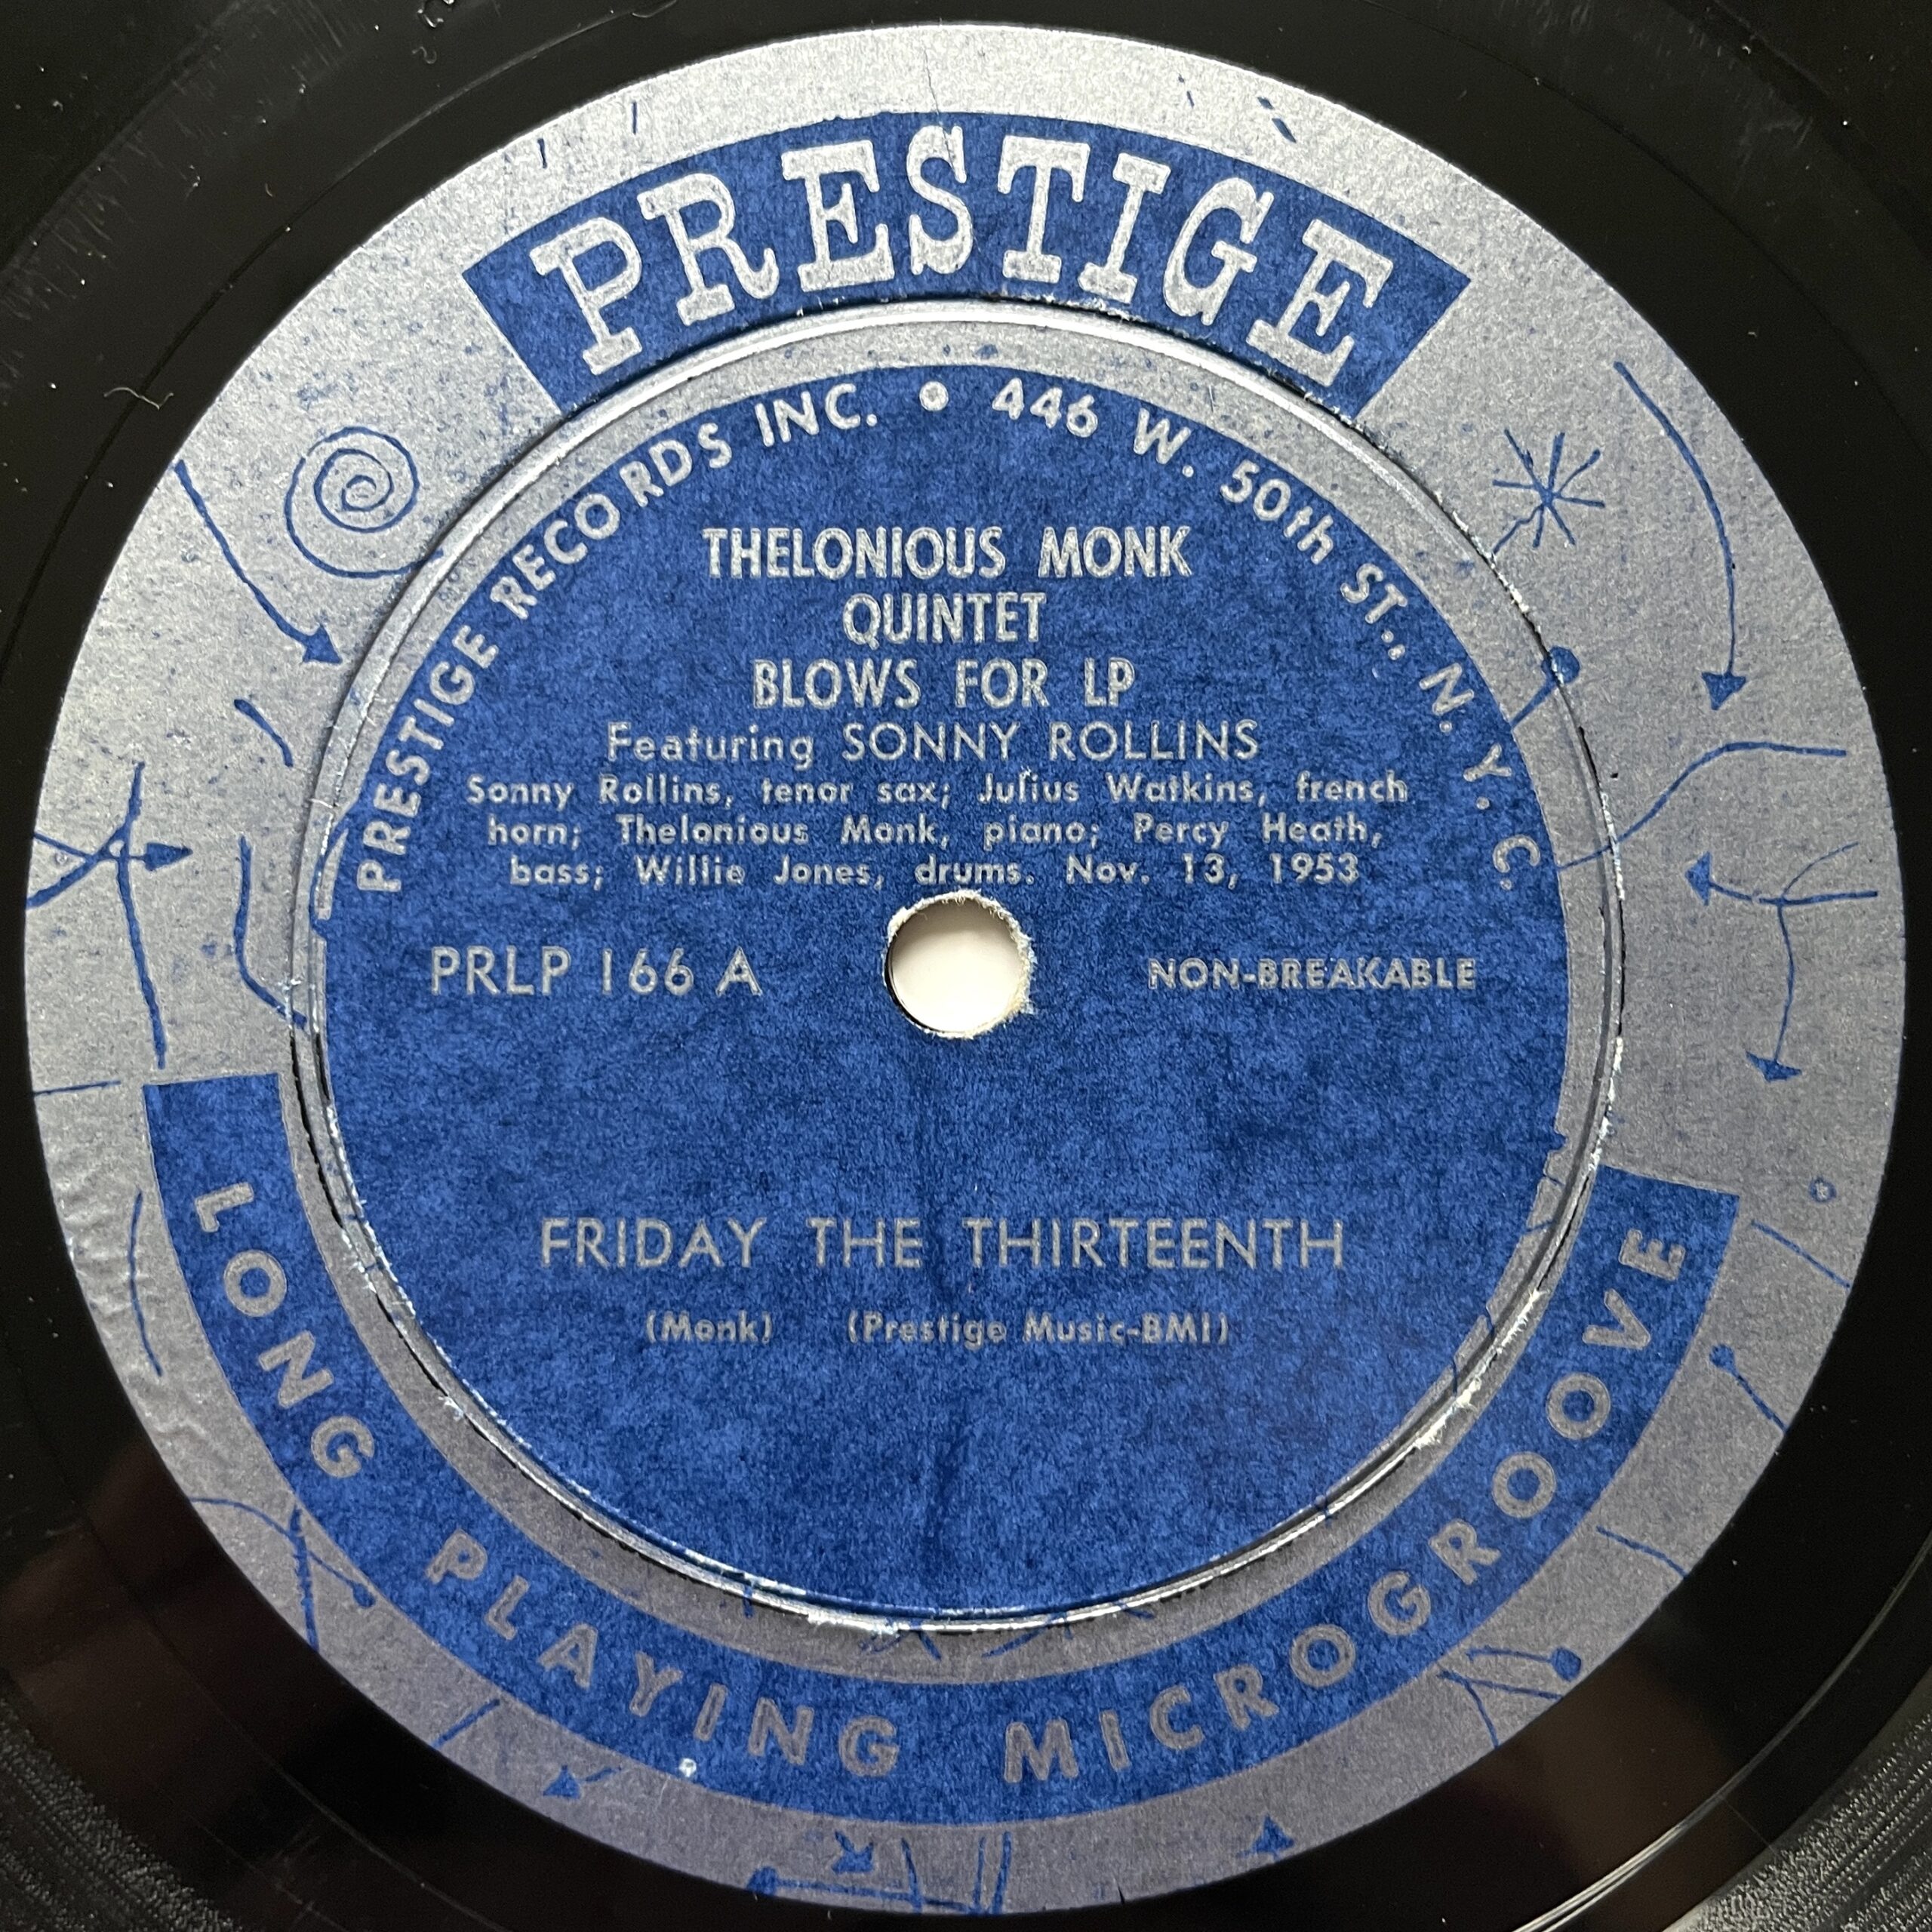 PRESTIGE
PRESTIGE RECORDS INC. • 446 W. 50th ST., N. Y. C.
THELONIOUS MONK
QUINTET
BLOWS FOR LP
Featuring SONNY ROLLINS
Sonny Rollins, tenor sax; Julius Watkins, french
horn; Thelonious Monk, piano; Percy Heath,
bass; Willie Jones, drums. Nov. 13, 1953
PRLP 166 A
NON-BREAKABLE
FRIDAY THE THIRTEENTH
(Monk) (Prestige Music-BMI)
LONG PLAYING MICROGROOVE